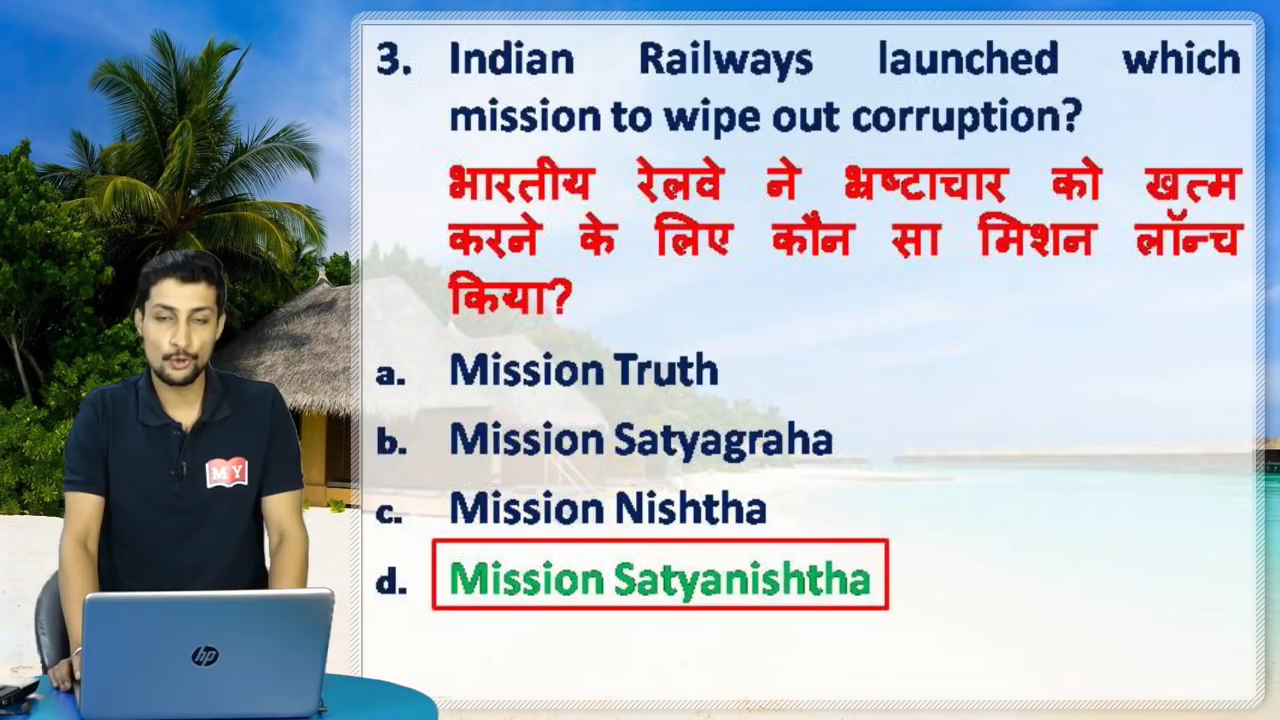 3. Indian Railways launched which
mission to wipe out corruption?
भारतीय रेलवे ने भ्रष्टाचार को खत्म
करने के लिए कौन सा मिशन लॉन्च
किया?
a. Mission Truth
b. Mission Satyagraha
c. Mission Nishtha
d. Mission Satyanishtha
MY
hp